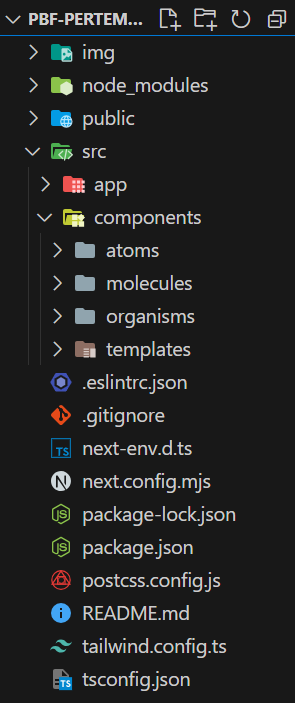 PBF-PERTEM...
img
node_modules
public
src
app
components
atoms
molecules
organisms
templates
.eslintrc.json
.gitignore
TS next-env.d.ts
N next.config.mjs
JS package-lock.json
JS package.json
postcss.config.js
README.md
tailwind.config.ts
TS tsconfig.json